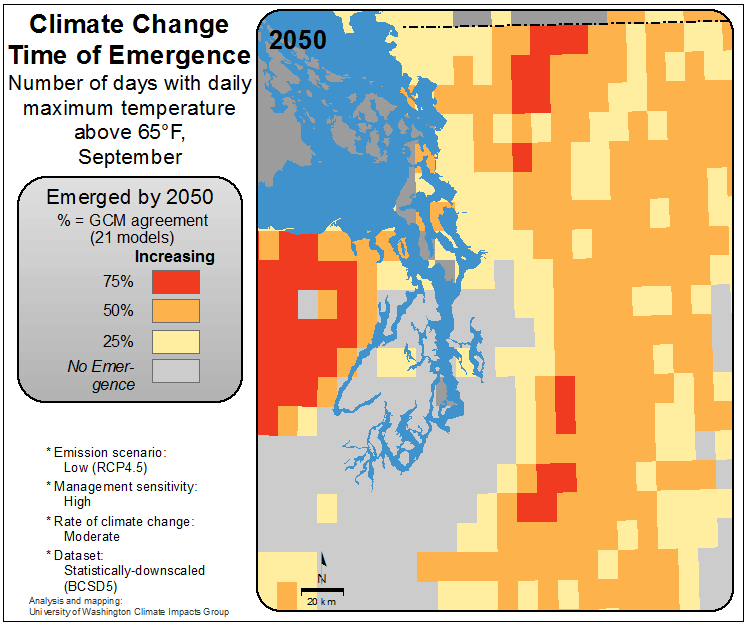 Climate Change
Time of Emergence
Number of days with daily
maximum temperature
above 65°F,
September
Emerged by 2050
% = GCM agreement
(21 models)
Increasing
75%
50%
25%
No Emer-
gence
* Emission scenario:
Low (RCP4.5)
* Management sensitivity:
High
* Rate of climate change:
Moderate
* Dataset:
Statistically-downscaled
(BCSD5)
Analysis and mapping:
University of Washington Climate Impacts Group
2050
N
20 km